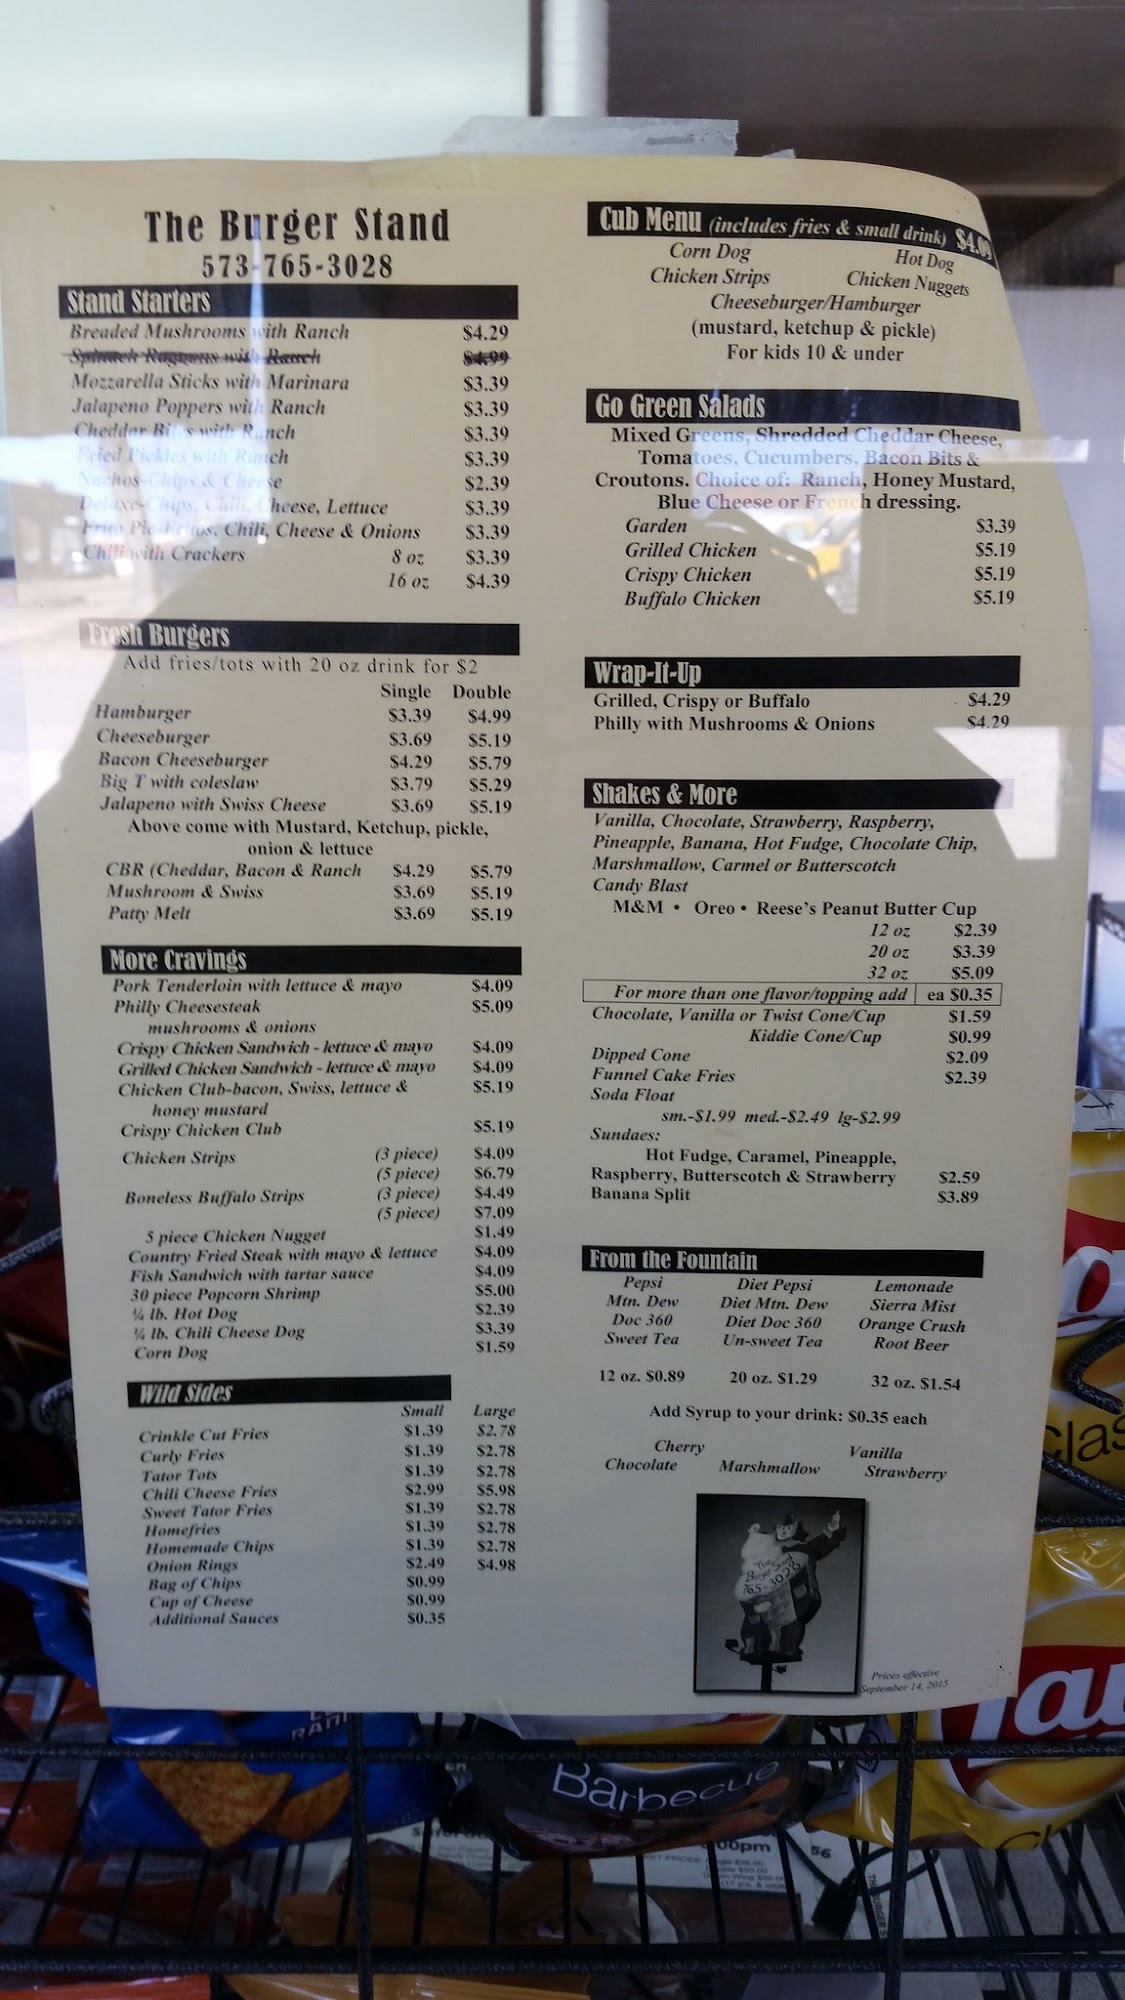 The Burger Stand
573-765-3028
Stand Starters
Breaded Mushrooms with Ranch $4.29
Spinach with Ranch $4.99
Mozzarella Sticks with Marinara $3.39
Jalapeno Poppers with Ranch $3.39
Cheddar Bites with Ranch $3.39
Fried Pickles with Ranch $3.39
Nachos-Chips & Cheese $2.39
Deluxe-Chips, Chili, Cheese, Lettuce $3.39
Frito Pie-Fritos, Chili, Cheese & Onions $3.39
Chili with Crackers 8 oz $3.39
16 oz $4.39
Fresh Burgers
Add fries/tots with 20 oz drink for $2
Single Double
Hamburger $3.39 $4.99
Cheeseburger $3.69 $5.19
Bacon Cheeseburger $4.29 $5.79
Big T with coleslaw $3.79 $5.29
Jalapeno with Swiss Cheese $3.69 $5.19
Above come with Mustard, Ketchup, pickle,
onion & lettuce
CBR (Cheddar, Bacon & Ranch $4.29 $5.79
Mushroom & Swiss $3.69 $5.19
Patty Melt $3.69 $5.19
More Cravings
Pork Tenderloin with lettuce & mayo $4.09
Philly Cheesesteak $5.09
mushrooms & onions
Crispy Chicken Sandwich - lettuce & mayo $4.09
Grilled Chicken Sandwich - lettuce & mayo $4.09
Chicken Club-bacon, Swiss, lettuce & $5.19
honey mustard
Crispy Chicken Club $5.19
Chicken Strips (3 piece) $4.09
(5 piece) $6.79
Boneless Buffalo Strips (3 piece) $4.49
(5 piece) $7.09
5 piece Chicken Nugget $1.49
Country Fried Steak with mayo & lettuce $4.09
Fish Sandwich with tartar sauce $4.09
30 piece Popcorn Shrimp $5.00
¼ lb. Hot Dog $2.39
¼ lb. Chili Cheese Dog $3.39
Corn Dog $1.59
Wild Sides
Small Large
Crinkle Cut Fries $1.39 $2.78
Curly Fries $1.39 $2.78
Tator Tots $1.39 $2.78
Chili Cheese Fries $2.99 $5.98
Sweet Tator Fries $1.39 $2.78
Homefries $1.39 $2.78
Homemade Chips $1.39 $2.78
Onion Rings $2.49 $4.98
Bag of Chips $0.99
Cup of Cheese $0.99
Additional Sauces $0.35
Cub Menu (includes fries & small drink) $4.09
Corn Dog Hot Dog
Chicken Strips Chicken Nuggets
Cheeseburger/Hamburger
(mustard, ketchup & pickle)
For kids 10 & under
Go Green Salads
Mixed Greens, Shredded Cheddar Cheese,
Tomatoes, Cucumbers, Bacon Bits &
Croutons. Choice of: Ranch, Honey Mustard,
Blue Cheese or French dressing.
Garden $3.39
Grilled Chicken $5.19
Crispy Chicken $5.19
Buffalo Chicken $5.19
Wrap-It-Up
Grilled, Crispy or Buffalo $4.29
Philly with Mushrooms & Onions $4.29
Shakes & More
Vanilla, Chocolate, Strawberry, Raspberry,
Pineapple, Banana, Hot Fudge, Chocolate Chip,
Marshmallow, Carmel or Butterscotch
Candy Blast
M&M • Oreo • Reese's Peanut Butter Cup
12 oz $2.39
20 oz $3.39
32 oz $5.09
For more than one flavor/topping add ea $0.35
Chocolate, Vanilla or Twist Cone/Cup $1.59
Kiddie Cone/Cup $0.99
Dipped Cone $2.09
Funnel Cake Fries $2.39
Soda Float
sm.-$1.99 med.-$2.49 lg-$2.99
Sundaes:
Hot Fudge, Caramel, Pineapple,
Raspberry, Butterscotch & Strawberry $2.59
Banana Split $3.89
From the Fountain
Pepsi Diet Pepsi Lemonade
Mtn. Dew Diet Mtn. Dew Sierra Mist
Doc 360 Diet Doc 360 Orange Crush
Sweet Tea Un-sweet Tea Root Beer
12 oz. $0.89 20 oz. $1.29 32 oz. $1.54
Add Syrup to your drink: $0.35 each
Cherry Vanilla
Chocolate Marshmallow Strawberry
The
Burger Stand
765-3028
Prices effective
September 14, 2015
Barbecue